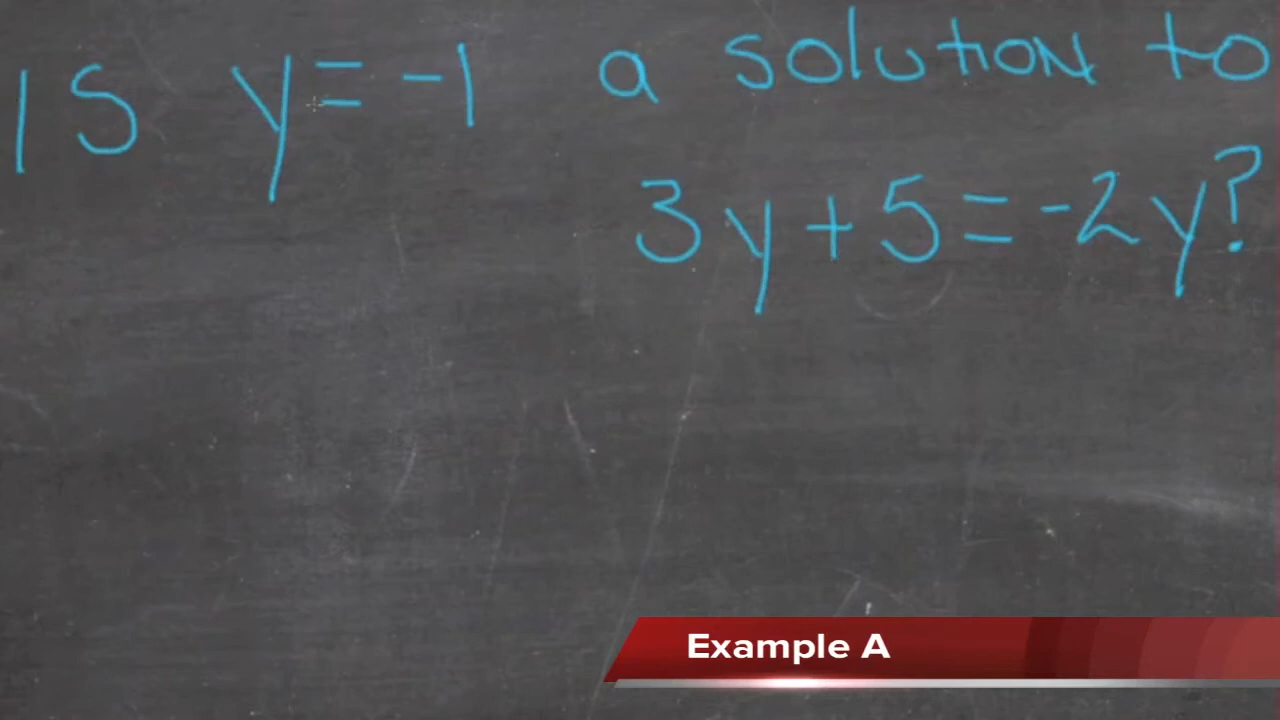 Is y = -1 a solution to
3y + 5 = -2y?
Example A